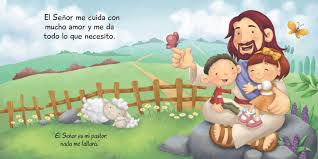 El Señor me cuida con
mucho amor y me da
todo lo que necesito.
"El Señor es mi pastor;
nada me faltará."